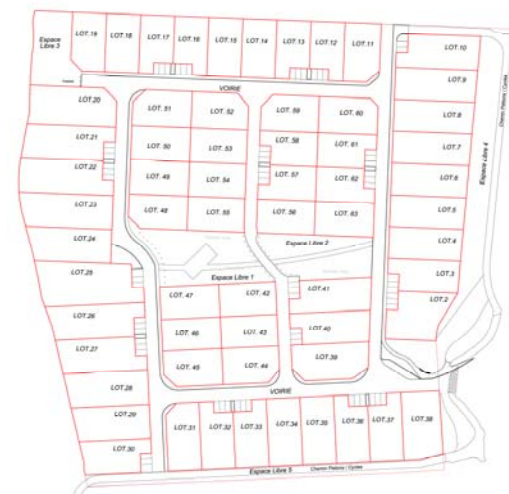 LOT.19
LOT.18
LOT.17
LOT.16
LOT.15
LOT.14
LOT.13
LOT.12
LOT.11
LOT.10
Espace
Libre 3
LOT.9
VOIRIE
LOT.20
LOT. 51
LOT. 52
LOT. 59
LOT. 60
LOT.8
Chemin Piétons / Cycles
LOT.21
LOT. 50
LOT. 53
LOT. 58
LOT. 61
LOT.7
LOT.22
LOT. 49
LOT. 54
LOT. 57
LOT. 62
LOT.6
Espace Libre 4
LOT.23
LOT. 48
LOT. 55
LOT. 56
LOT. 63
LOT.5
LOT.24
Espace Libre 2
LOT.4
LOT.25
Espace Libre 1
LOT.3
LOT. 47
LOT. 42
LOT.41
LOT.2
LOT.26
LOT. 46
LOT. 43
LOT.40
LOT.27
LOT. 45
LOT. 44
LOT.39
LOT.28
VOIRIE
LOT.29
LOT.31
LOT.32
LOT.33
LOT.34
LOT.35
LOT.36
LOT.37
LOT.38
LOT.30
Espace Libre 5
Chemin Piétons / Cycles